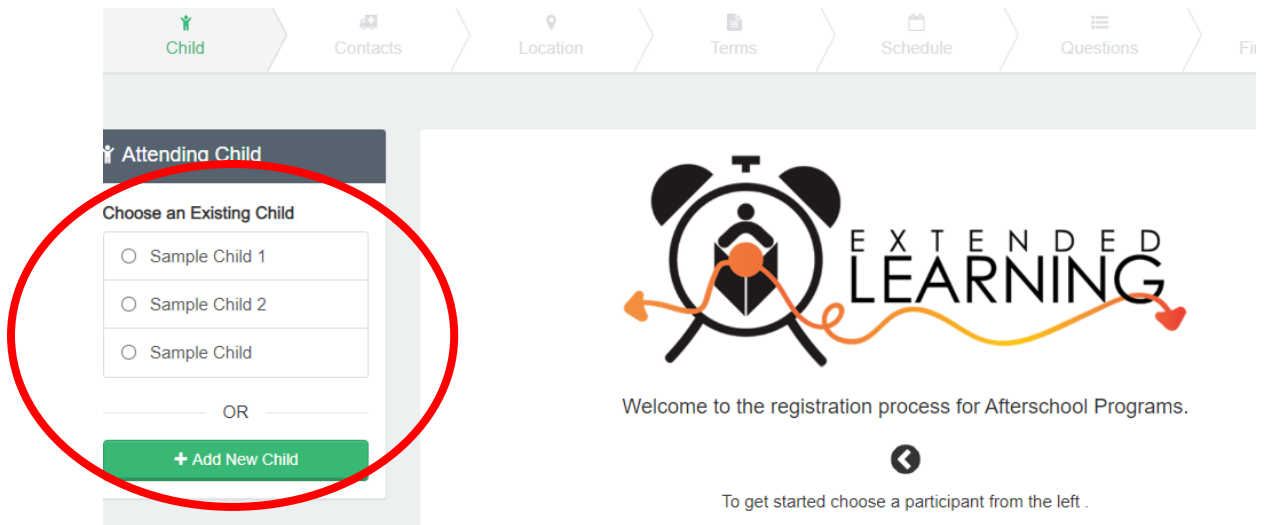 Child
Contacts
Location
Terms
Schedule
Questions
Attending Child
Choose an Existing Child
Sample Child 1
Sample Child 2
Sample Child
OR
+ Add New Child
EXTENDED
LEARNING
Welcome to the registration process for Afterschool Programs.
To get started choose a participant from the left .